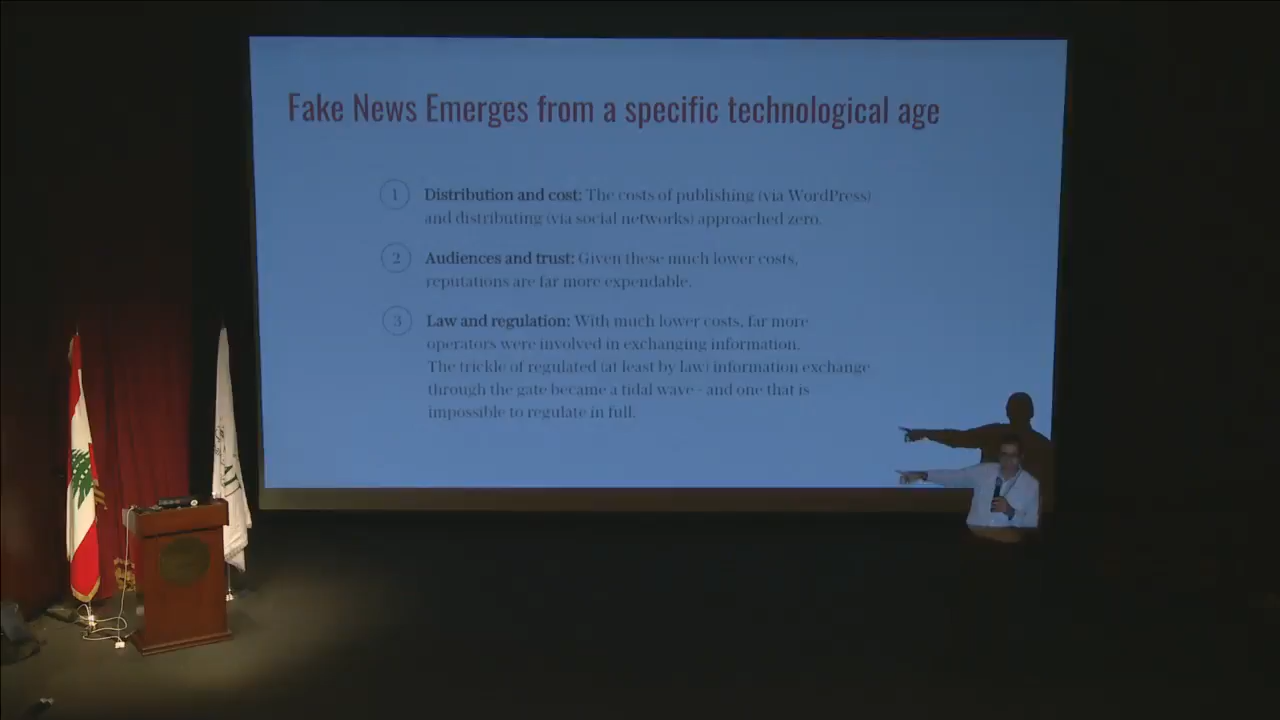 Fake News Emerges from a specific technological age
1 Distribution and cost: The costs of publishing (via WordPress)
and distributing (via social networks) approached zero.
2 Audiences and trust: Given these much lower costs,
reputations are far more expendable.
3 Law and regulation: With much lower costs, far more
operators were involved in exchanging information.
The trickle of regulated (at least by law) information exchange
through the gate became a tidal wave - and one that is
impossible to regulate in full.